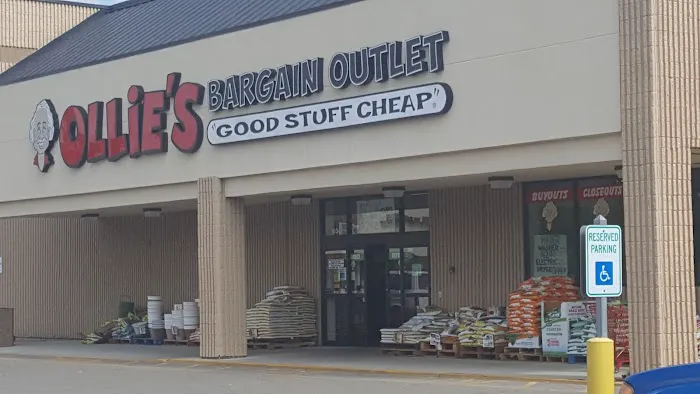 OLLiE'S
BARGAIN OUTLET
"GOOD STUFF CHEAP"
BUYOUTS CLOSEOUTS
RESERVED
PARKING